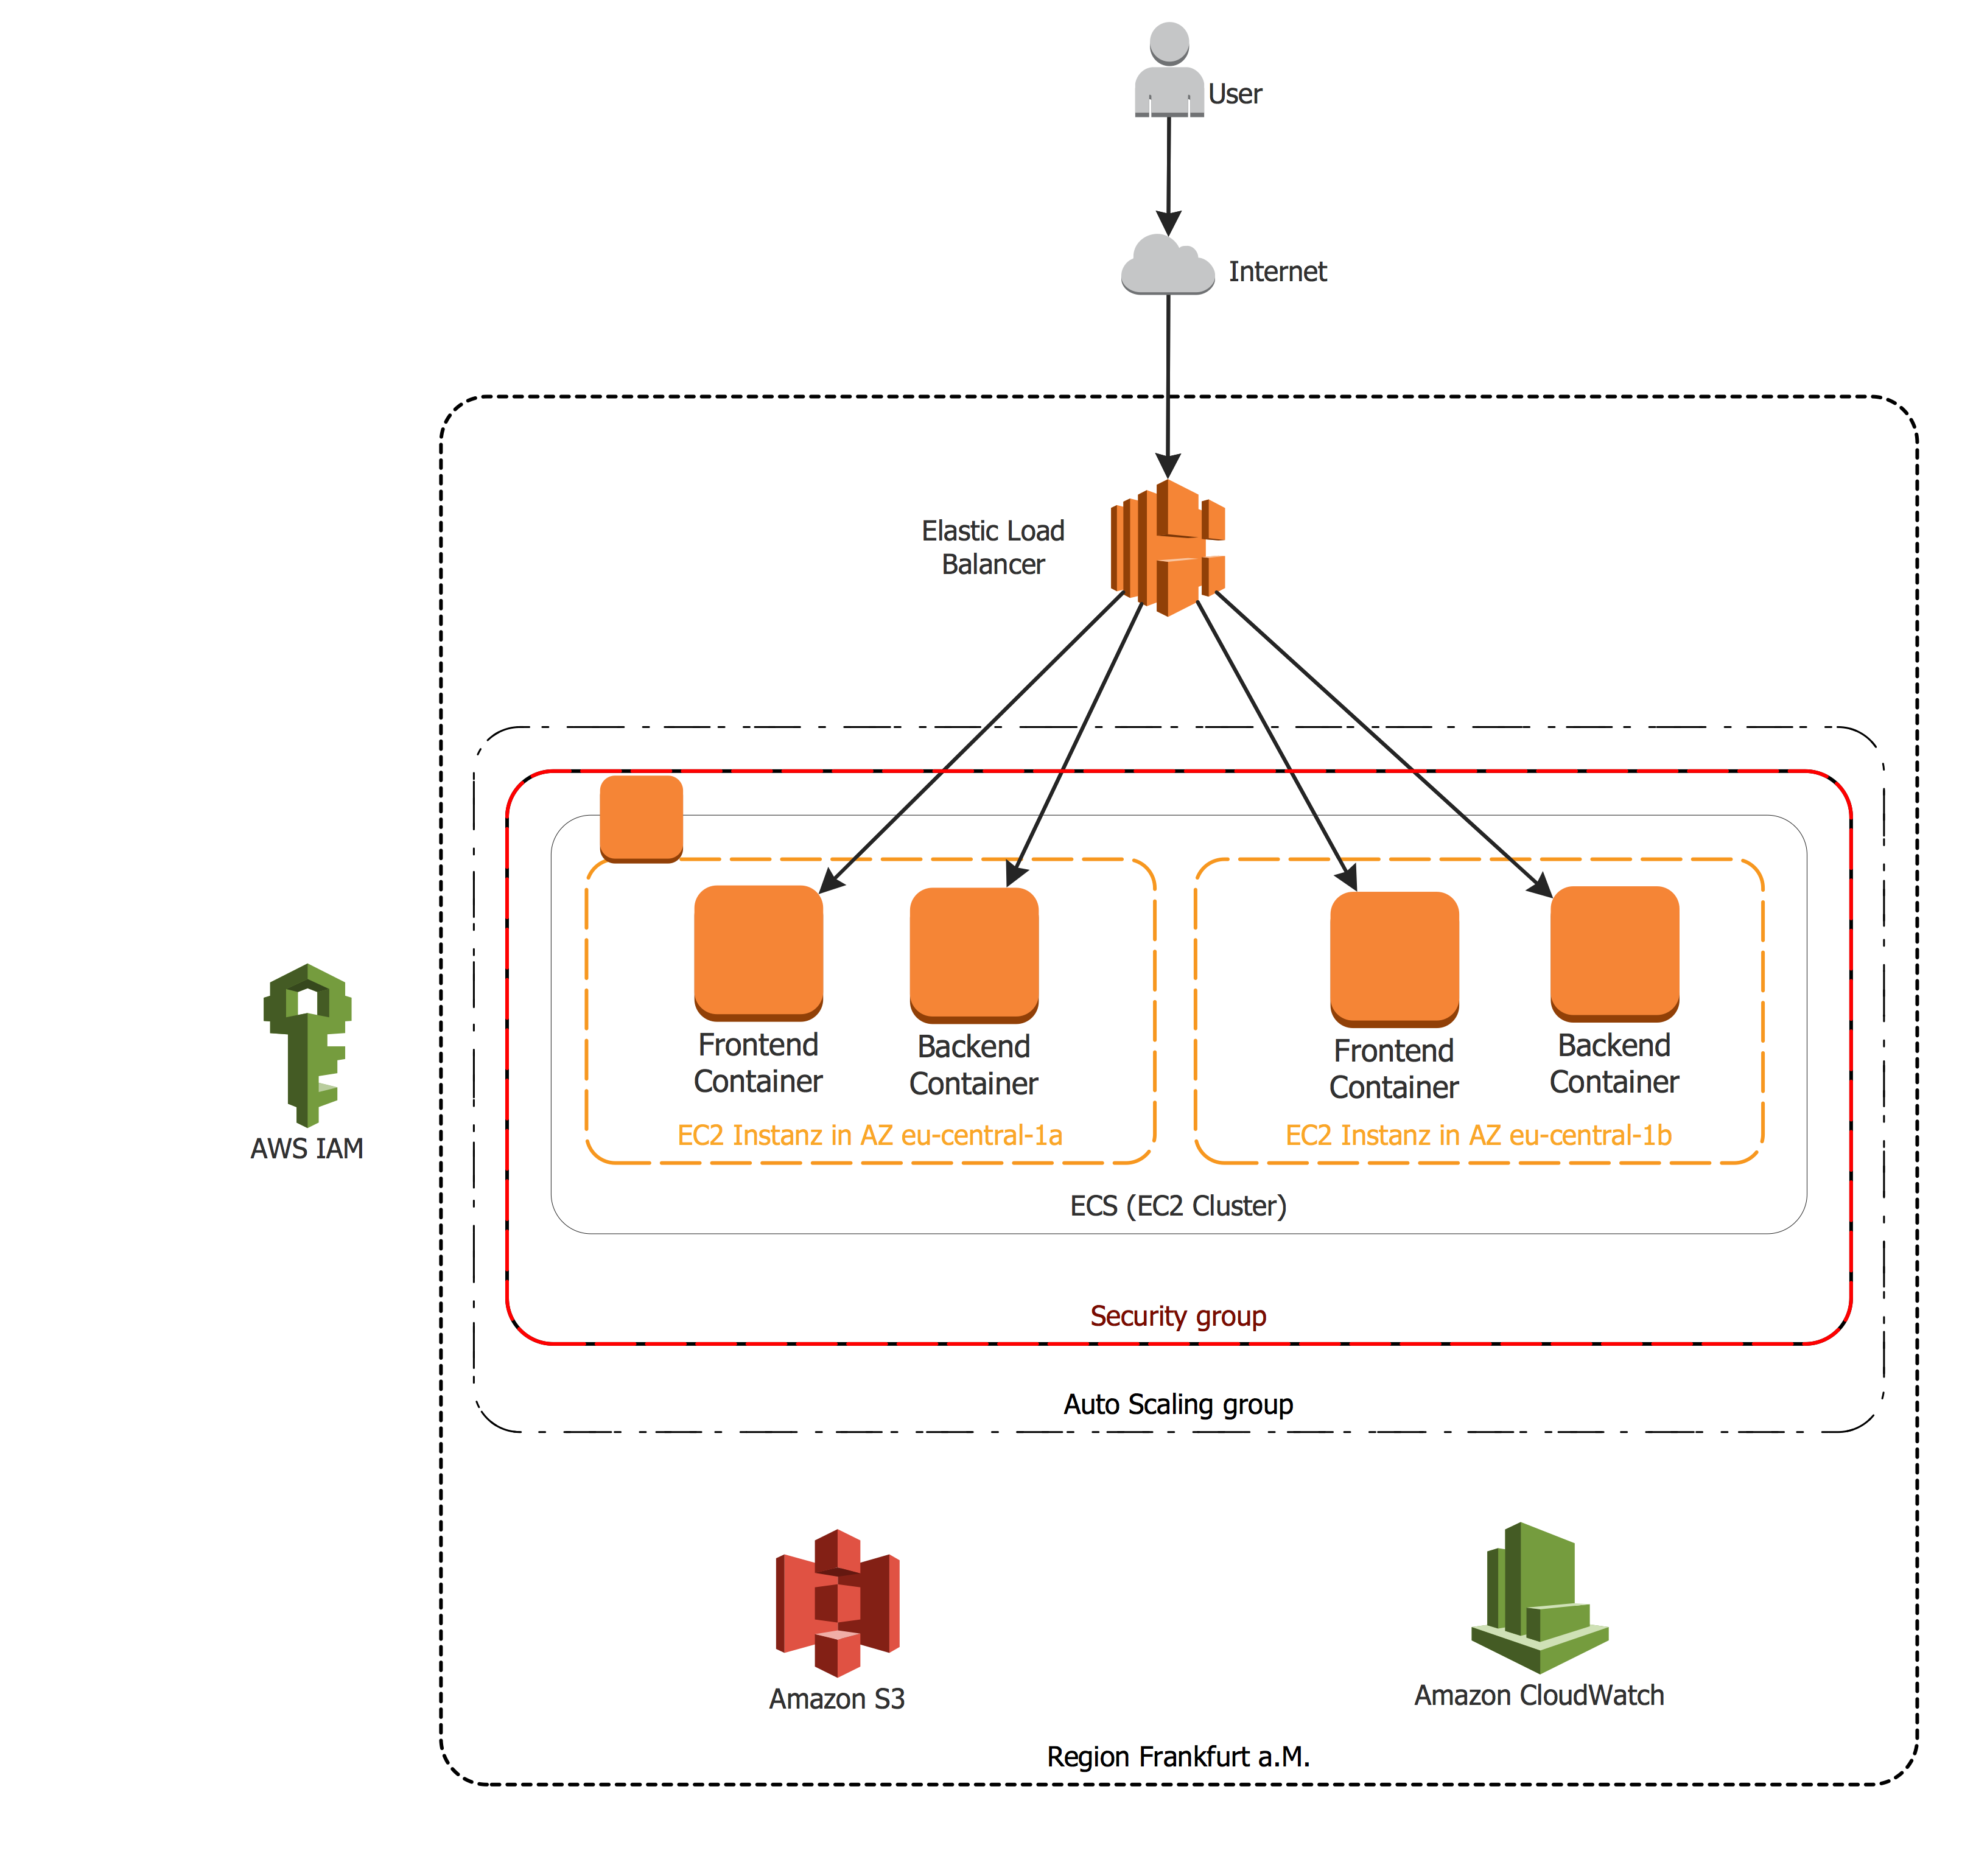 User
Internet
Elastic Load
Balancer
Frontend
Container
Backend
Container
Frontend
Container
Backend
Container
EC2 Instanz in AZ eu-central-1a
EC2 Instanz in AZ eu-central-1b
ECS (EC2 Cluster)
AWS IAM
Security group
Auto Scaling group
Amazon S3
Amazon CloudWatch
Region Frankfurt a.M.